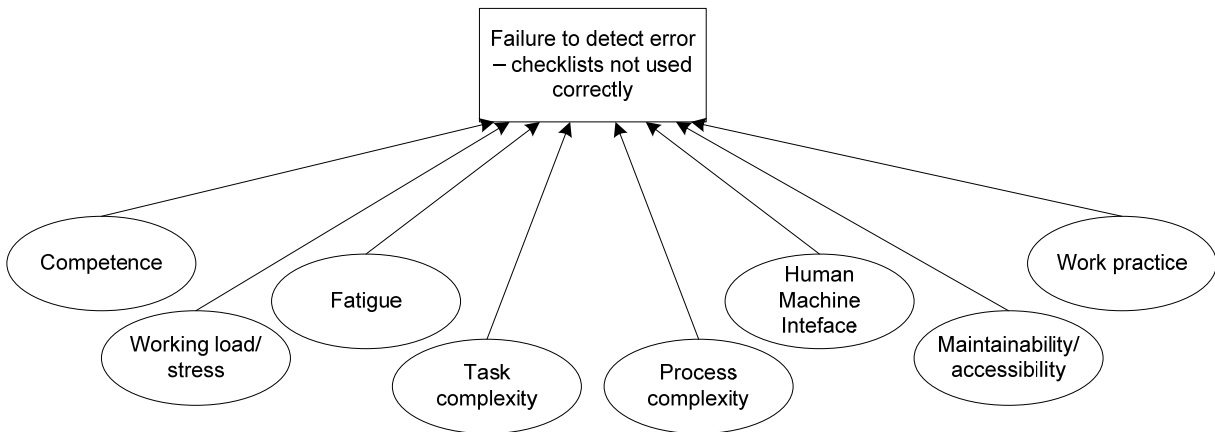 Failure to detect error
– checklists not used
correctly
Competence
Working load/
stress
Fatigue
Task
complexity
Process
complexity
Human
Machine
Inteface
Maintainability/
accessibility
Work practice